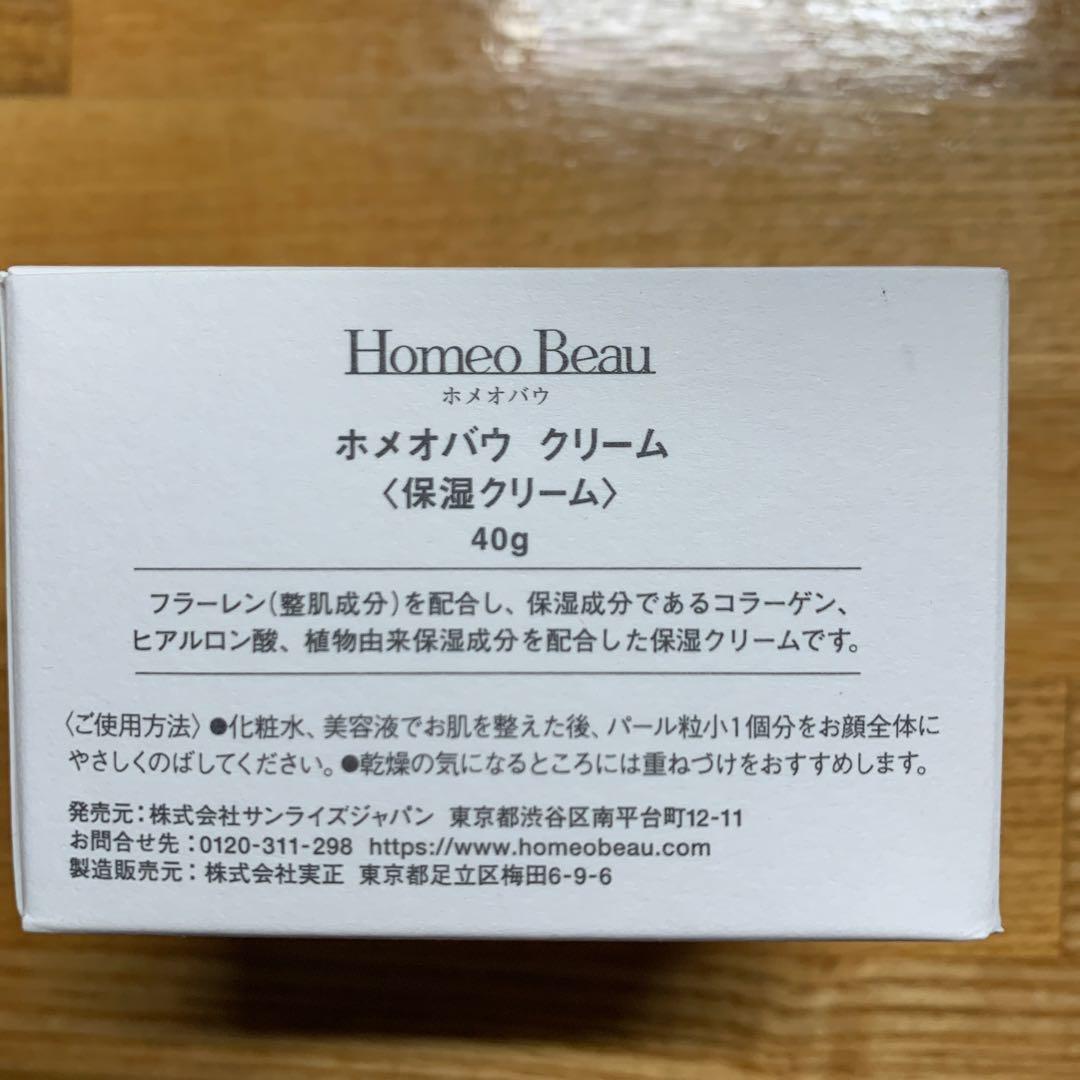 Homeo Beau
ホメオバウ
ホメオバウ クリーム
〈保湿クリーム〉
40g
フラーレン(整肌成分)を配合し、保湿成分であるコラーゲン、
ヒアルロン酸、植物由来保湿成分を配合した保湿クリームです。
〈ご使用方法〉●化粧水、美容液でお肌を整えた後、パール粒小1個分をお顔全体に
やさしくのばしてください。●乾燥の気になるところには重ねづけをおすすめします。
発売元：株式会社サンライズジャパン 東京都渋谷区南平台町12-11
お問合せ先：0120-311-298 https://www.homeobeau.com
製造販売元：株式会社実正 東京都足立区梅田6-9-6